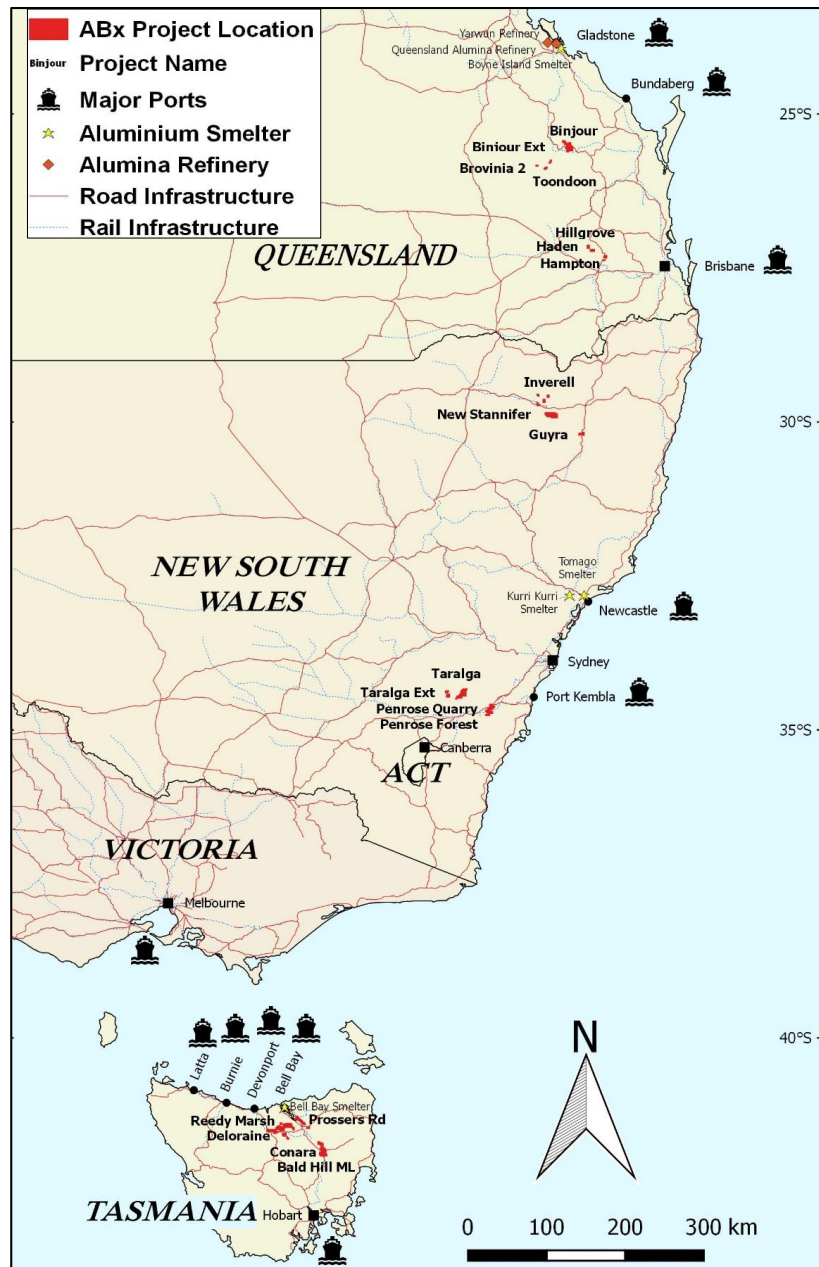 ABx Project Location
Binjour
Project Name
Major Ports
Aluminium Smelter
Alumina Refinery
Road Infrastructure
Rail Infrastructure
Yarwun Refinery
Gladstone
Queensland Alumina Refinery
Boyne Island Smelter
Bundaberg
25°S
Binjour
Binjour Ext
Brovinia 2
Toondoon
Hillgrove
Haden
Hampton
QUEENSLAND
Brisbane
Inverell
New Stannifer
Guyra
30°S
NEW SOUTH
WALES
Tomago
Smelter
Kurri Kurri
Smelter
Newcastle
Sydney
Taralga
Taralga Ext
Penrose Quarry
Penrose Forest
Port Kembla
35°S
Canberra
ACT
VICTORIA
Melbourne
40°S
Latta
Burnie
Devonport
Bell Bay
Bell Bay Smelter
Reedy Marsh
Prossers Rd
Deloraine
Conara
Bald Hill ML
TASMANIA
Hobart
N
0 100 200 300 km